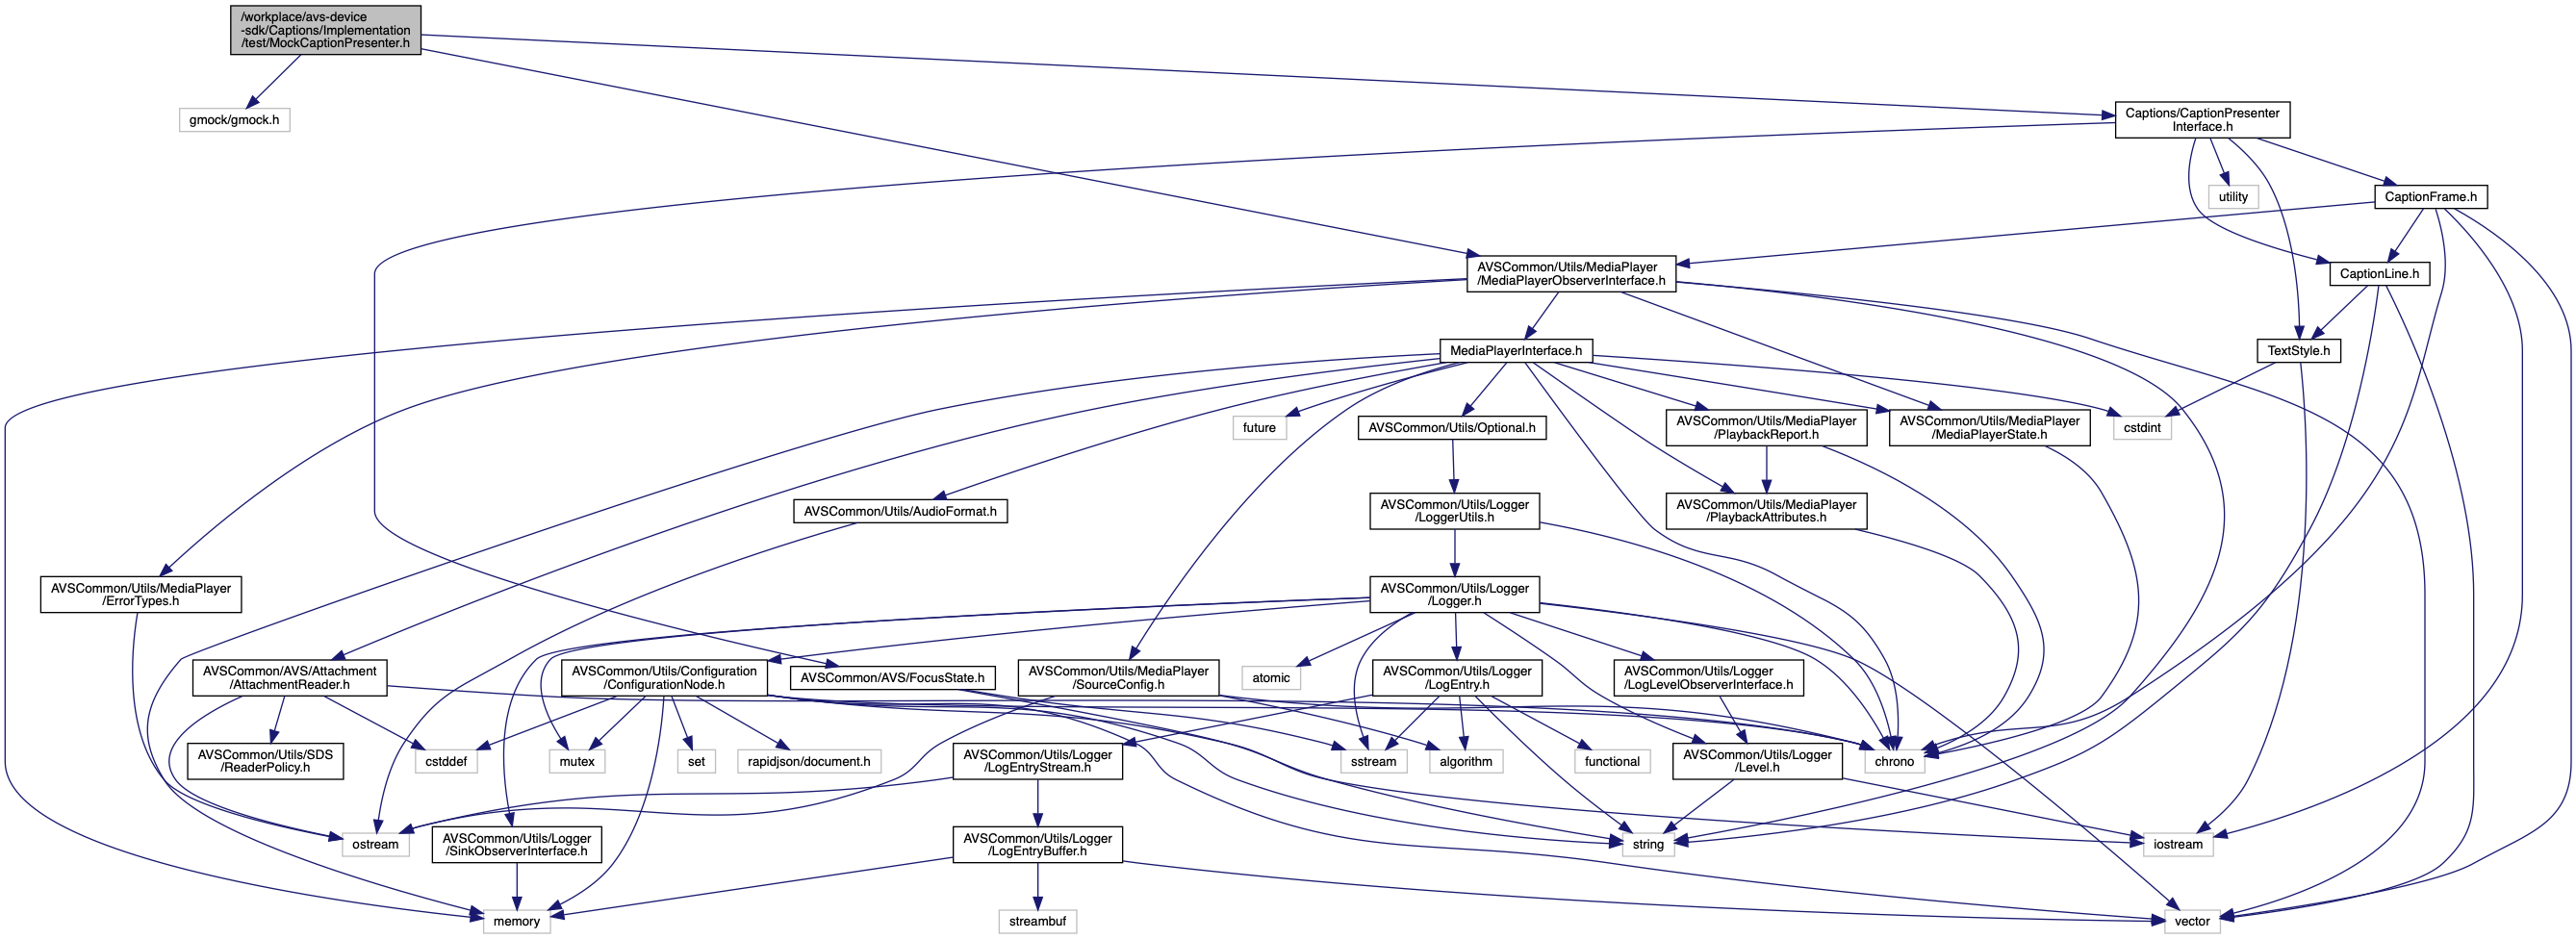 /workplace/avs-device
-sdk/Captions/Implementation
/test/MockCaptionPresenter.h
gmock/gmock.h
Captions/CaptionPresenter
Interface.h
utility
CaptionFrame.h
AVSCommon/Utils/MediaPlayer
/MediaPlayerObserverInterface.h
CaptionLine.h
MediaPlayerInterface.h
TextStyle.h
future
AVSCommon/Utils/Optional.h
AVSCommon/Utils/MediaPlayer
/PlaybackReport.h
AVSCommon/Utils/MediaPlayer
/MediaPlayerState.h
cstdint
AVSCommon/Utils/AudioFormat.h
AVSCommon/Utils/Logger
/LoggerUtils.h
AVSCommon/Utils/MediaPlayer
/PlaybackAttributes.h
AVSCommon/Utils/MediaPlayer
/ErrorTypes.h
AVSCommon/Utils/Logger
/Logger.h
AVSCommon/AVS/Attachment
/AttachmentReader.h
AVSCommon/Utils/Configuration
/ConfigurationNode.h
AVSCommon/AVS/FocusState.h
AVSCommon/Utils/MediaPlayer
/SourceConfig.h
atomic
AVSCommon/Utils/Logger
/LogEntry.h
AVSCommon/Utils/Logger
/LogLevelObserverInterface.h
AVSCommon/Utils/SDS
/ReaderPolicy.h
cstddef
mutex
set
rapidjson/document.h
AVSCommon/Utils/Logger
/LogEntryStream.h
sstream
algorithm
functional
AVSCommon/Utils/Logger
/Level.h
chrono
ostream
AVSCommon/Utils/Logger
/SinkObserverInterface.h
AVSCommon/Utils/Logger
/LogEntryBuffer.h
string
iostream
memory
streambuf
vector